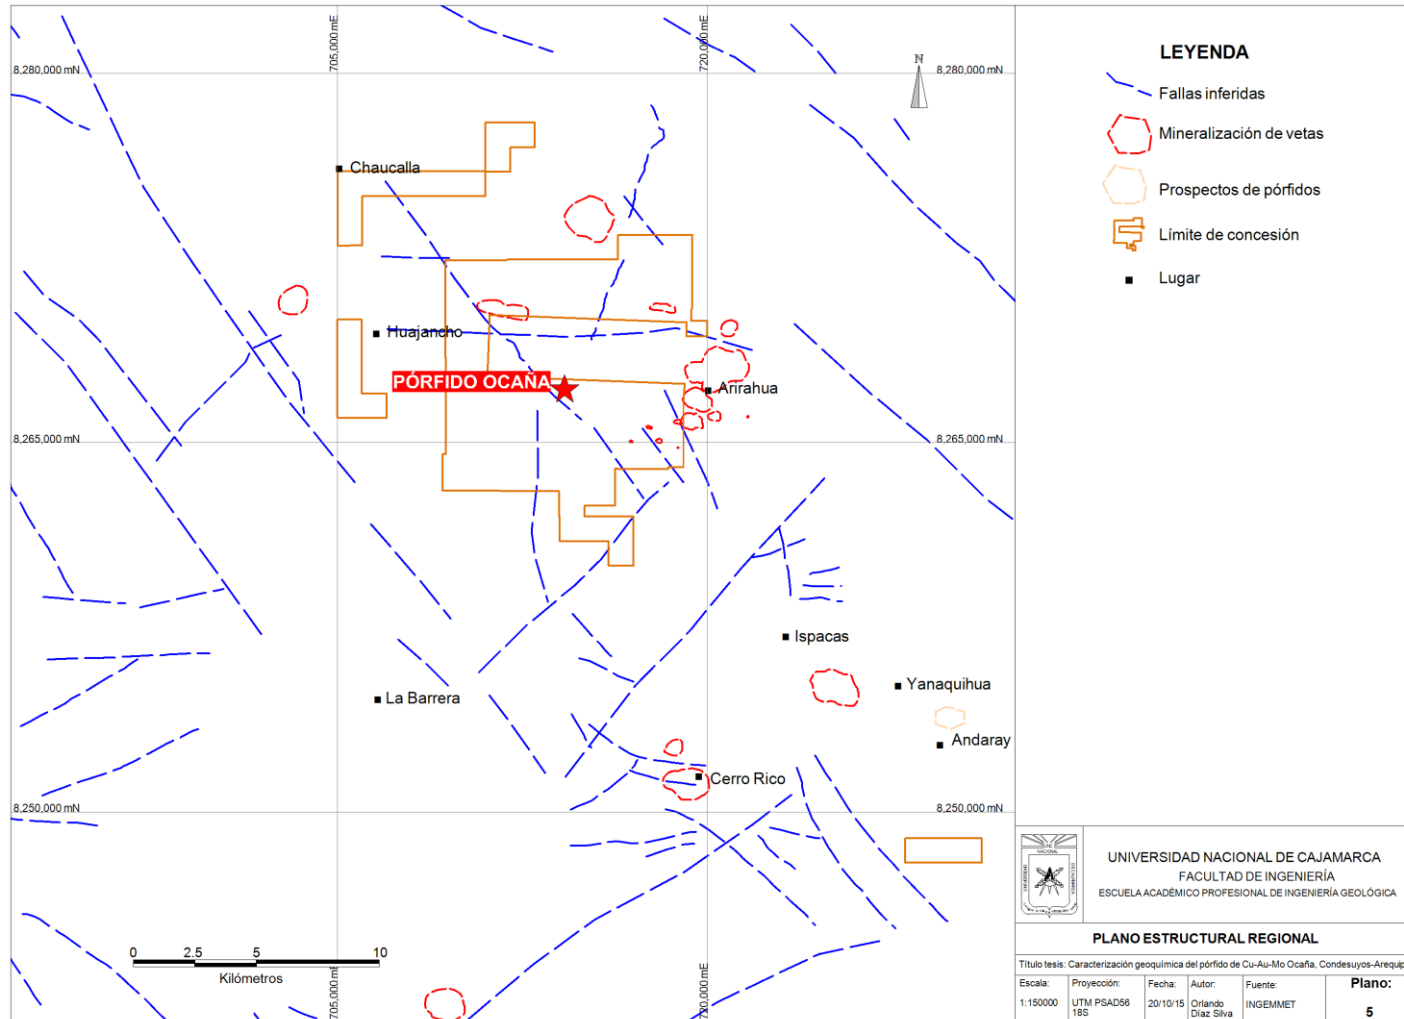 705,000 mE
720,000 mE
8,280,000 mN
N
8,280,000 mN
Chaucalla
Huajancho
PÓRFIDO OCAÑA
Arirahua
8,265,000 mN
8,265,000 mN
Ispacas
Yanaquihua
La Barrera
Andaray
Cerro Rico
8,250,000 mN
8,250,000 mN
0 2.5 5 10
Kilómetros
705,000 mE
720,000 mE
LEYENDA
Fallas inferidas
Mineralización de vetas
Prospectos de pórfidos
Límite de concesión
Lugar
UNIVERSIDAD NACIONAL DE CAJAMARCA
FACULTAD DE INGENIERÍA
ESCUELA ACADÉMICO PROFESIONAL DE INGENIERÍA GEOLÓGICA
PLANO ESTRUCTURAL REGIONAL
Título tesis: Caracterización geoquímica del pórfido de Cu-Au-Mo Ocaña, Condesuyos-Arequip
Escala: Proyección: Fecha: Autor: Fuente: Plano:
1:150000 UTM PSAD56 20/10/15 Orlando INGEMMET
18S Díaz Silva 5